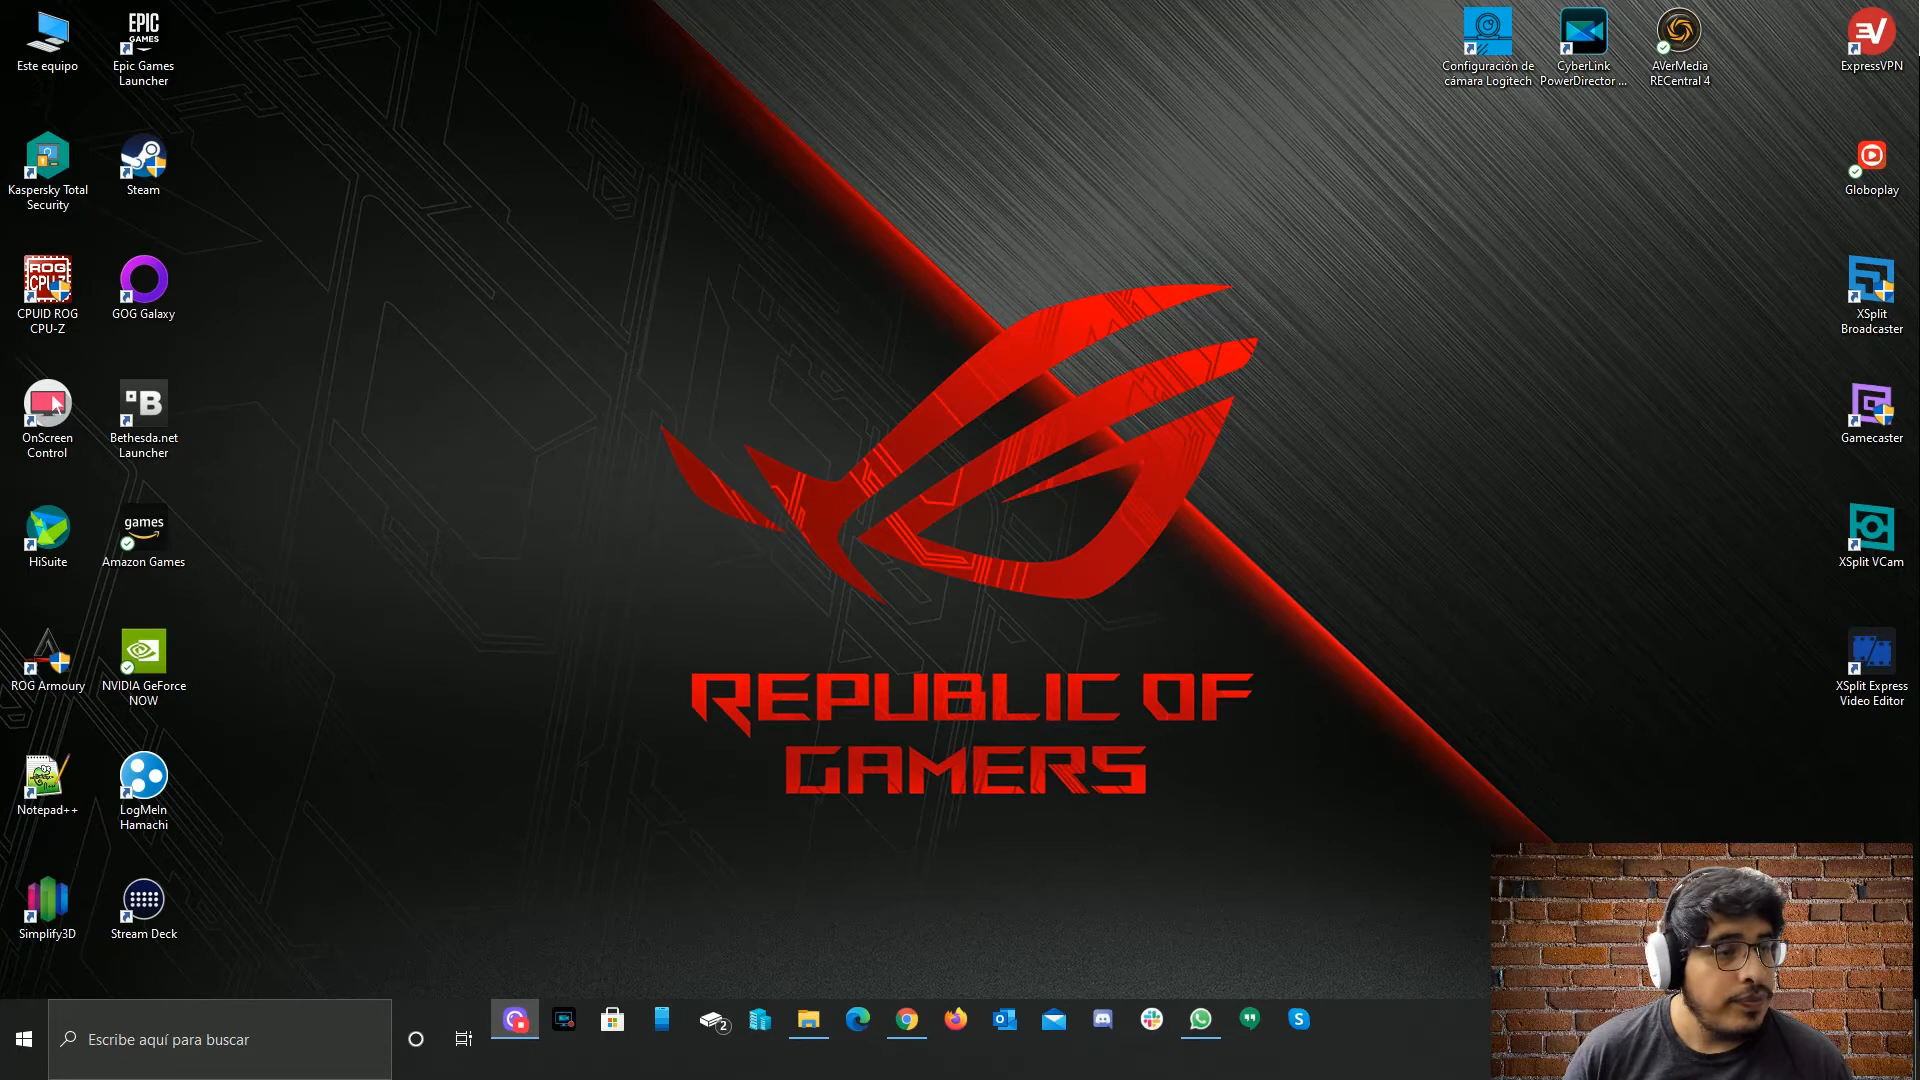 Este equipo
EPIC
GAMES
Epic Games
Launcher
Configuración de
cámara Logitech
CyberLink
PowerDirector ...
AVerMedia
RECentral 4
EV
ExpressVPN
Kaspersky Total
Security
Steam
Globoplay
ROG
CPU
CPUID ROG
CPU-Z
GOG Galaxy
XSplit
Broadcaster
OnScreen
Control
B
Bethesda.net
Launcher
Gamecaster
HiSuite
games
Amazon Games
XSplit VCam
ROG Armoury
NVIDIA GeForce
NOW
XSplit Express
Video Editor
REPUBLIC OF
GAMERS
Notepad++
LogMeIn
Hamachi
Simplify3D
Stream Deck
Escribe aquí para buscar
2